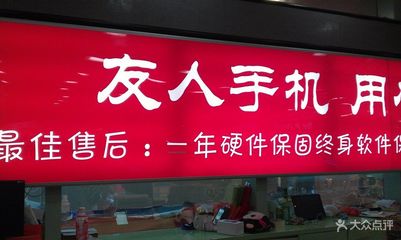 友人手机 用
最佳售后：一年硬件保固终身软件保
大众点评